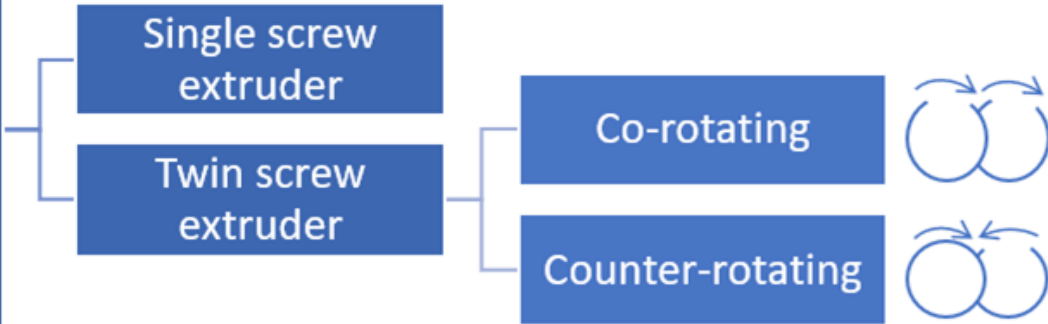 Single screw
extruder
Twin screw
extruder
Co-rotating
Counter-rotating